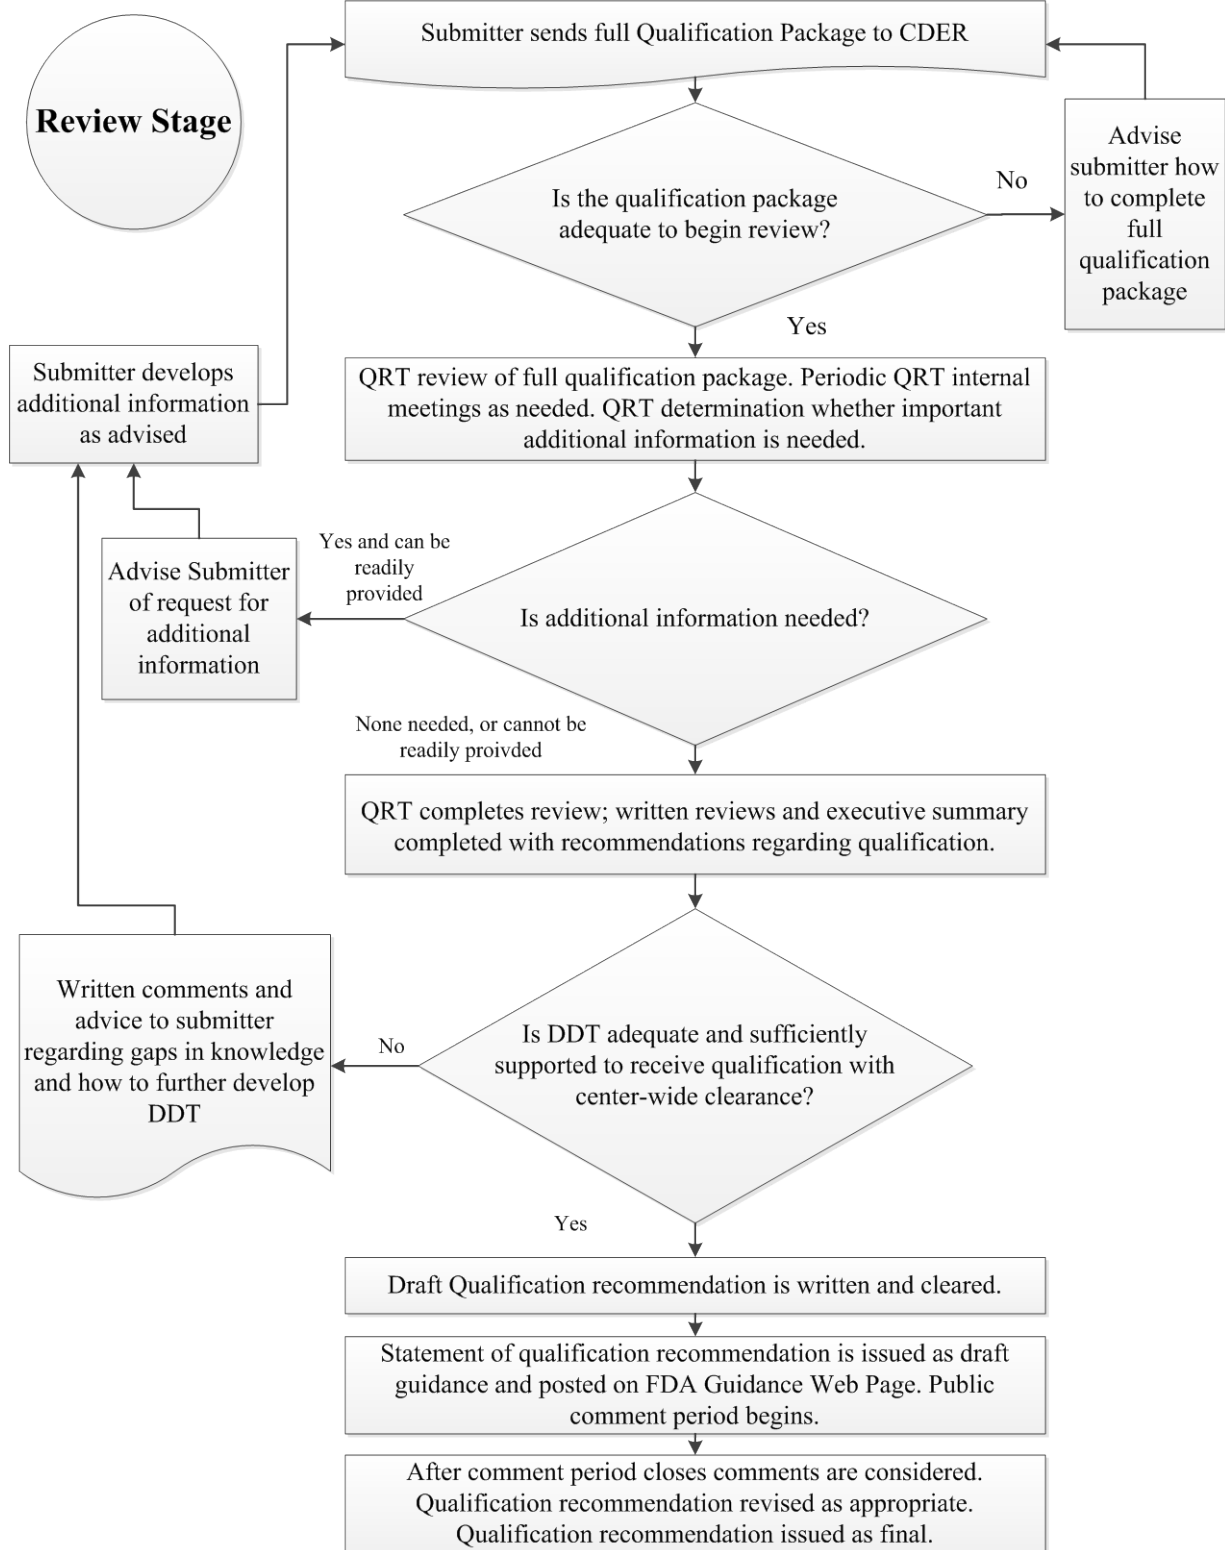 Review Stage
Submitter sends full Qualification Package to CDER
Is the qualification package
adequate to begin review?
No
Advise
submitter how
to complete
full
qualification
package
Yes
QRT review of full qualification package. Periodic QRT internal
meetings as needed. QRT determination whether important
additional information is needed.
Submitter develops
additional information
as advised
Is additional information needed?
Yes and can be
readily
provided
Advise Submitter
of request for
additional
information
None needed, or cannot be
readily proivded
QRT completes review; written reviews and executive summary
completed with recommendations regarding qualification.
Is DDT adequate and sufficiently
supported to receive qualification with
center-wide clearance?
No
Written comments and
advice to submitter
regarding gaps in knowledge
and how to further develop
DDT
Yes
Draft Qualification recommendation is written and cleared.
Statement of qualification recommendation is issued as draft
guidance and posted on FDA Guidance Web Page. Public
comment period begins.
After comment period closes comments are considered.
Qualification recommendation revised as appropriate.
Qualification recommendation issued as final.